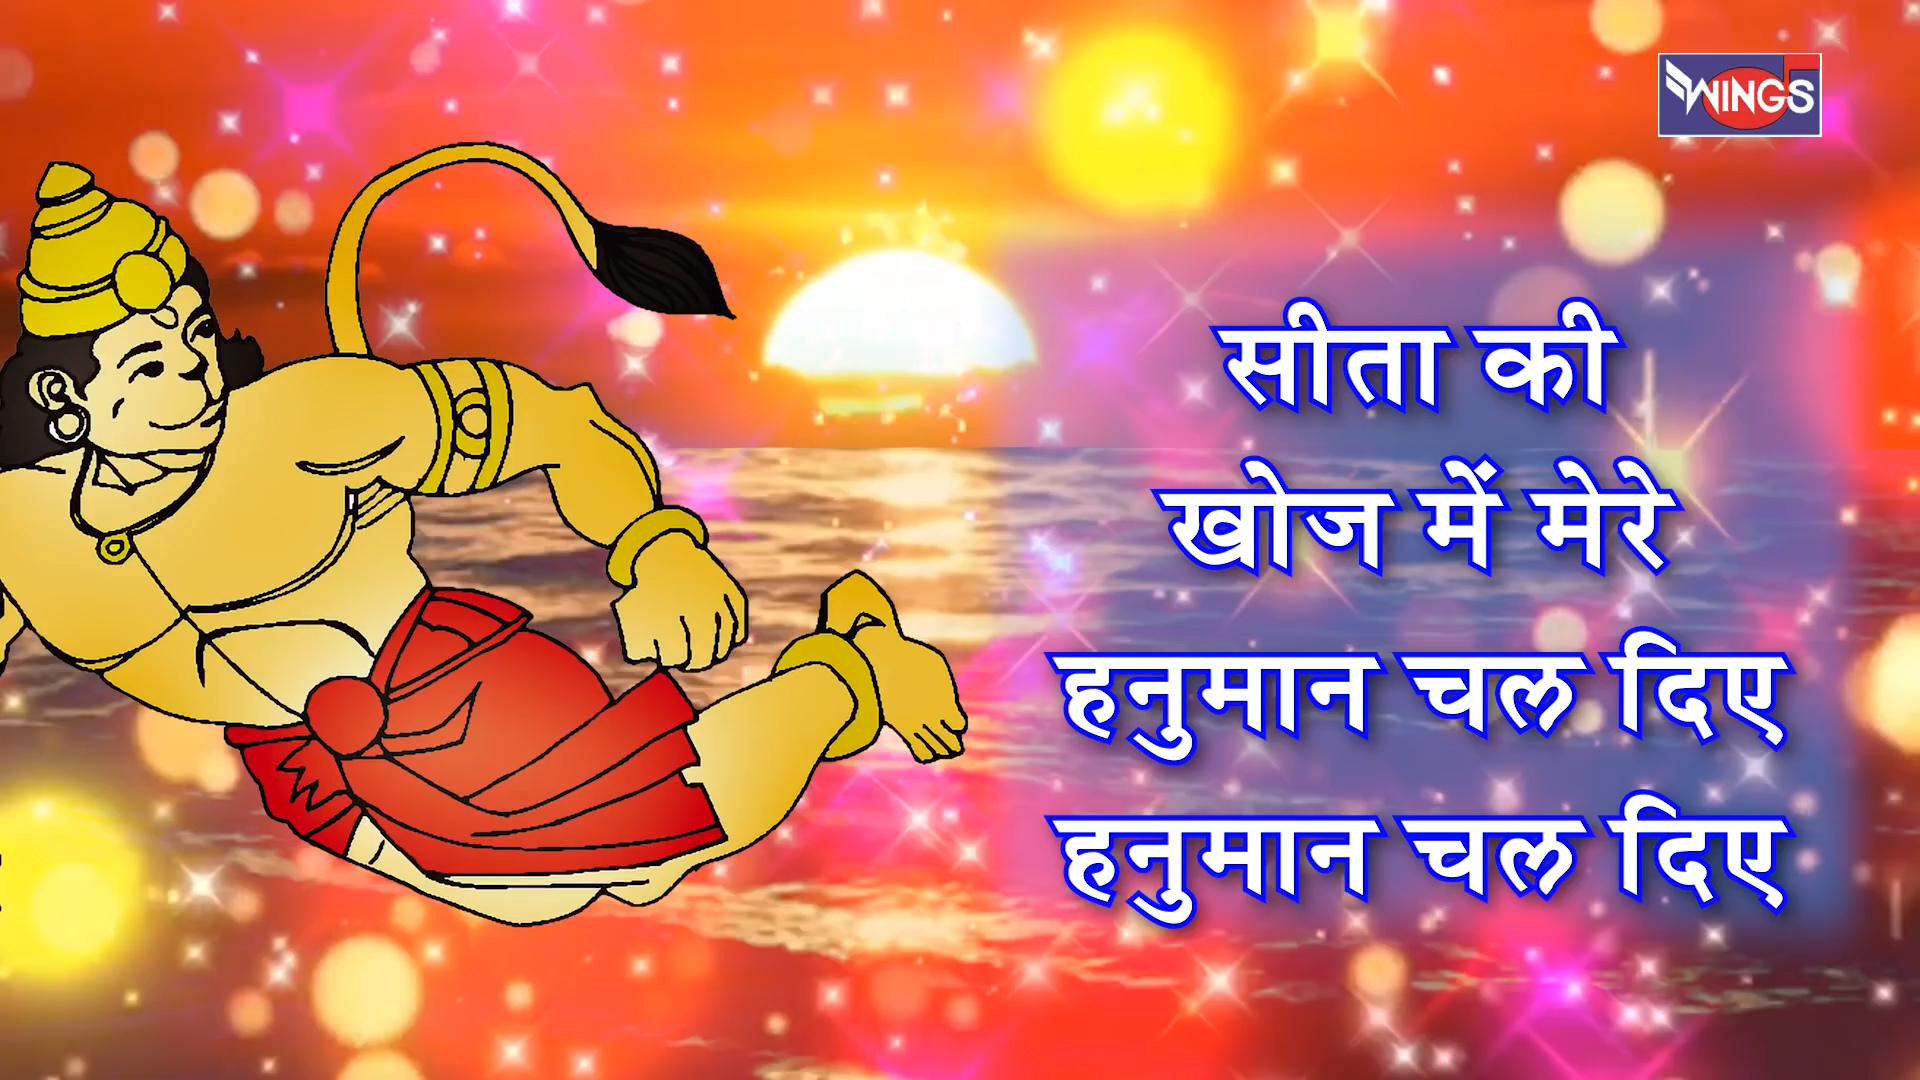 WINGS
सीता की
खोज में मेरे
हनुमान चल दिए
हनुमान चल दिए